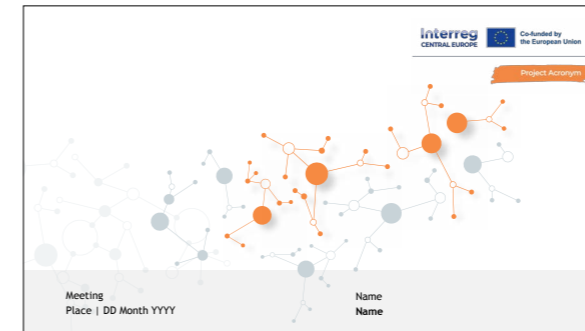 Interreg
CENTRAL EUROPE
Co-funded by
the European Union
Project Acronym
Meeting
Place | DD Month YYYY
Name
Name